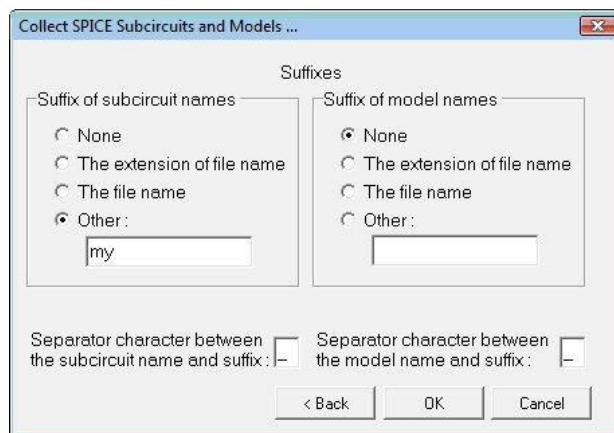 Collect SPICE Subcircuits and Models ...
Suffixes
Suffix of subcircuit names
None
The extension of file name
The file name
Other :
my
Suffix of model names
None
The extension of file name
The file name
Other :
Separator character between
the subcircuit name and suffix : _
Separator character between
the model name and suffix : _
< Back
OK
Cancel